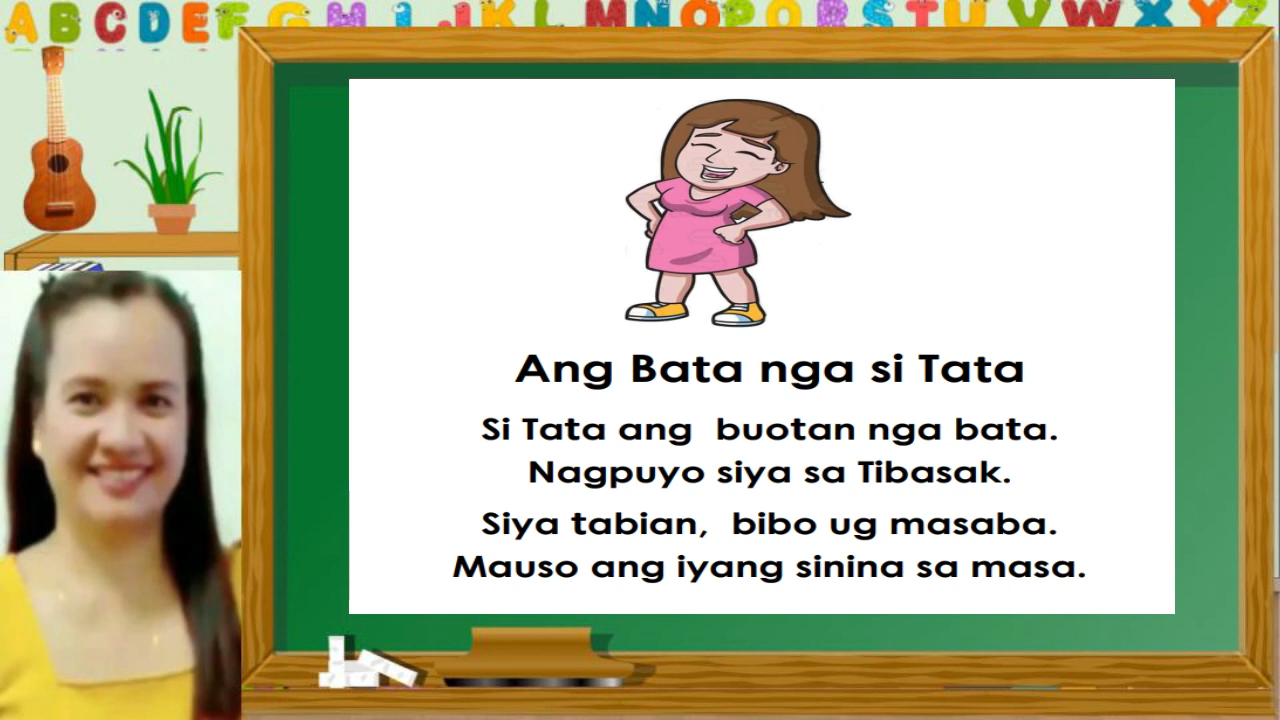 A B C D E F G H I J K L M N O P Q R S T U V W X Y Z
Ang Bata nga si Tata
Si Tata ang buotan nga bata.
Nagpuyo siya sa Tibasak.
Siya tabian, bibo ug masaba.
Mauso ang iyang sinina sa masa.